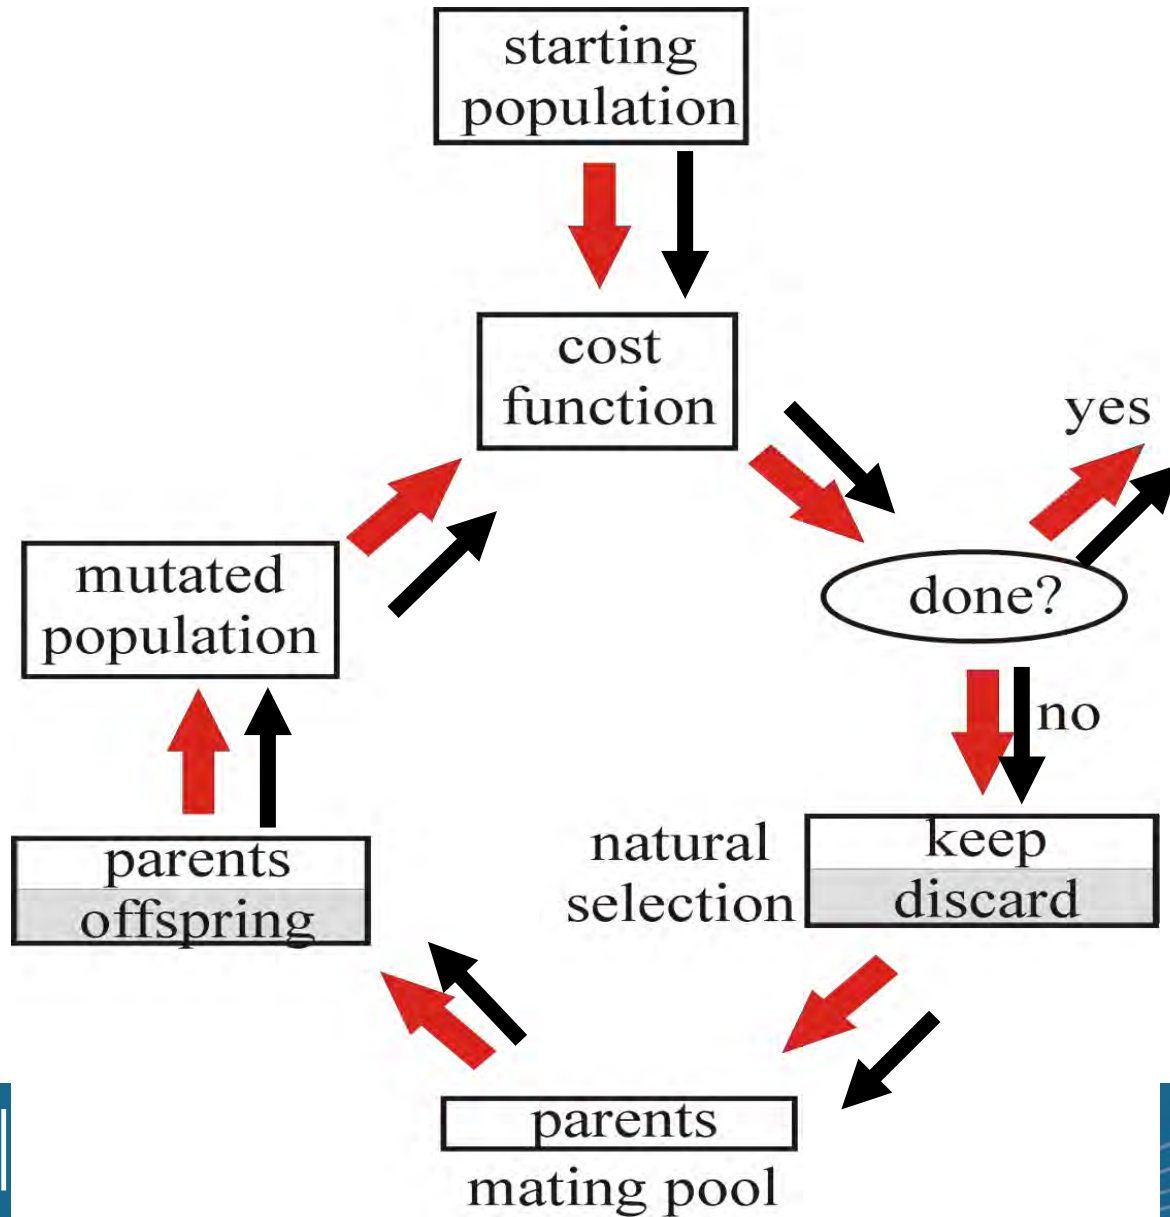 starting
population
cost
function
yes
done?
mutated
population
no
natural
selection
keep
discard
parents
offspring
parents
mating pool